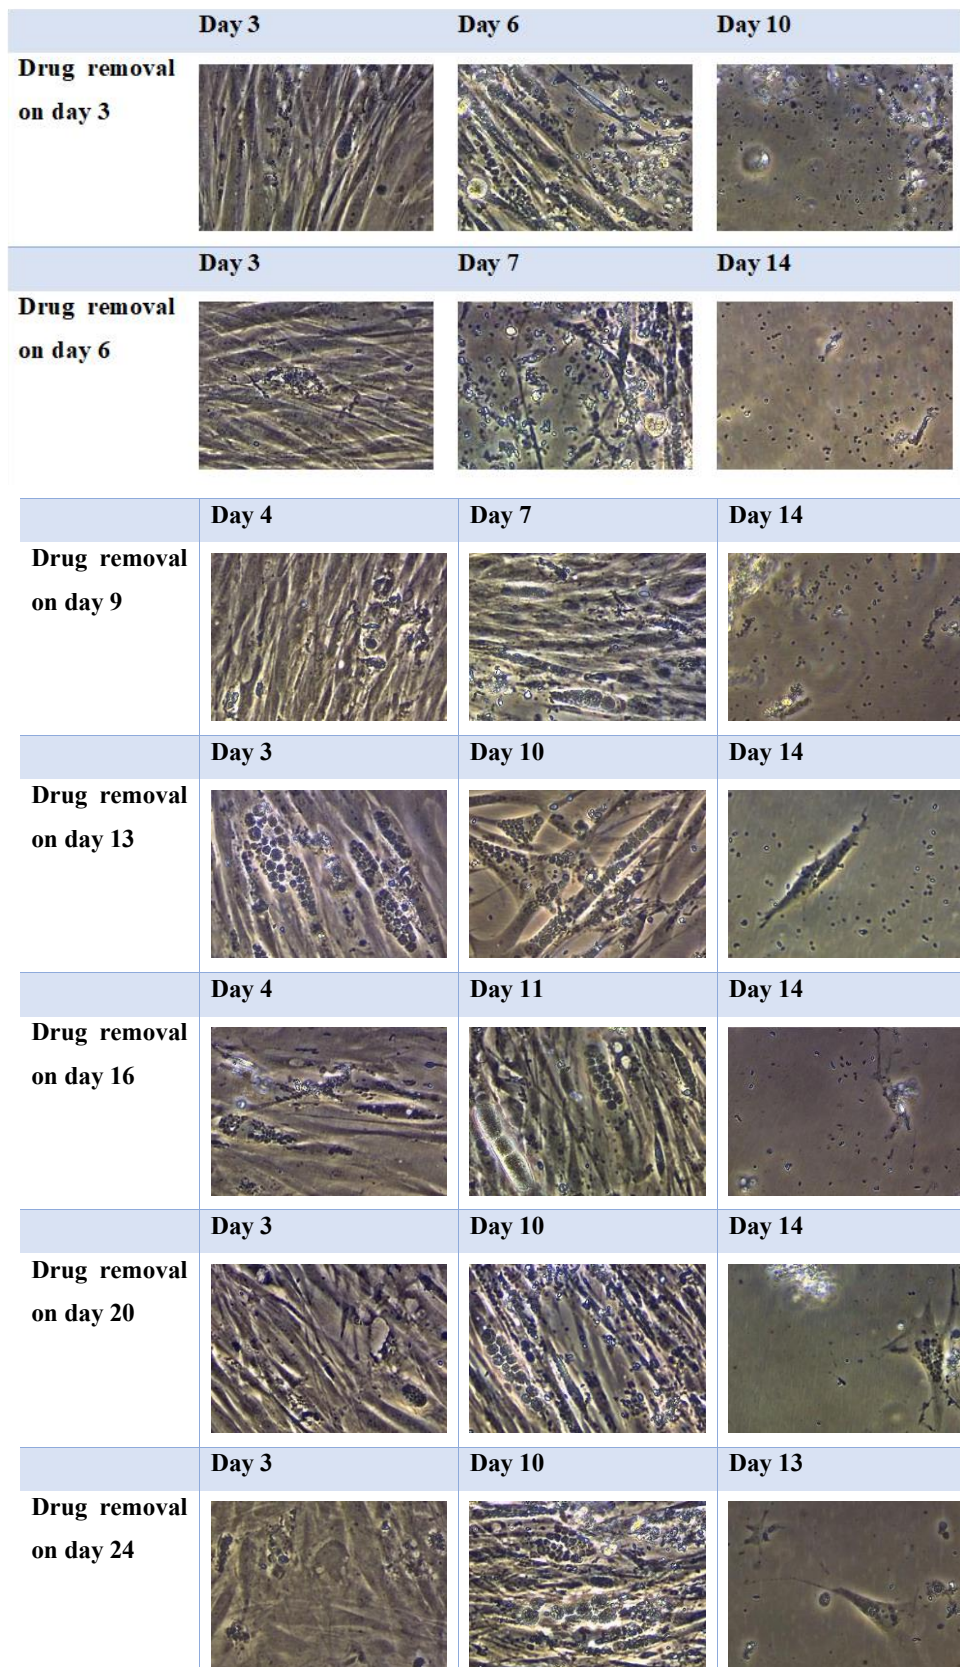 Day 3 Day 6 Day 10
Drug removal
on day 3
Day 3 Day 7 Day 14
Drug removal
on day 6
Day 4 Day 7 Day 14
Drug removal
on day 9
Day 3 Day 10 Day 14
Drug removal
on day 13
Day 4 Day 11 Day 14
Drug removal
on day 16
Day 3 Day 10 Day 14
Drug removal
on day 20
Day 3 Day 10 Day 13
Drug removal
on day 24